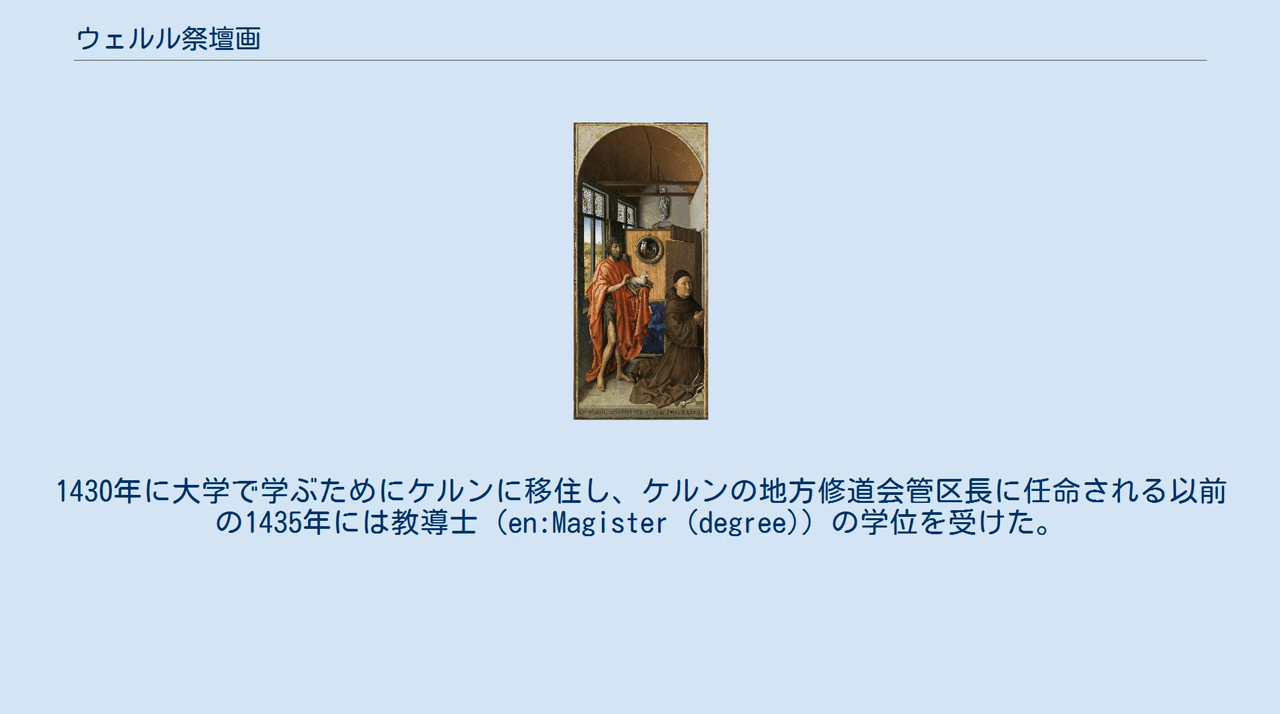 ウェルル祭壇画
1430年に大学で学ぶためにケルンに移住し、ケルンの地方修道会管区長に任命される以前
の1435年には教導士（en:Magister (degree)）の学位を受けた。